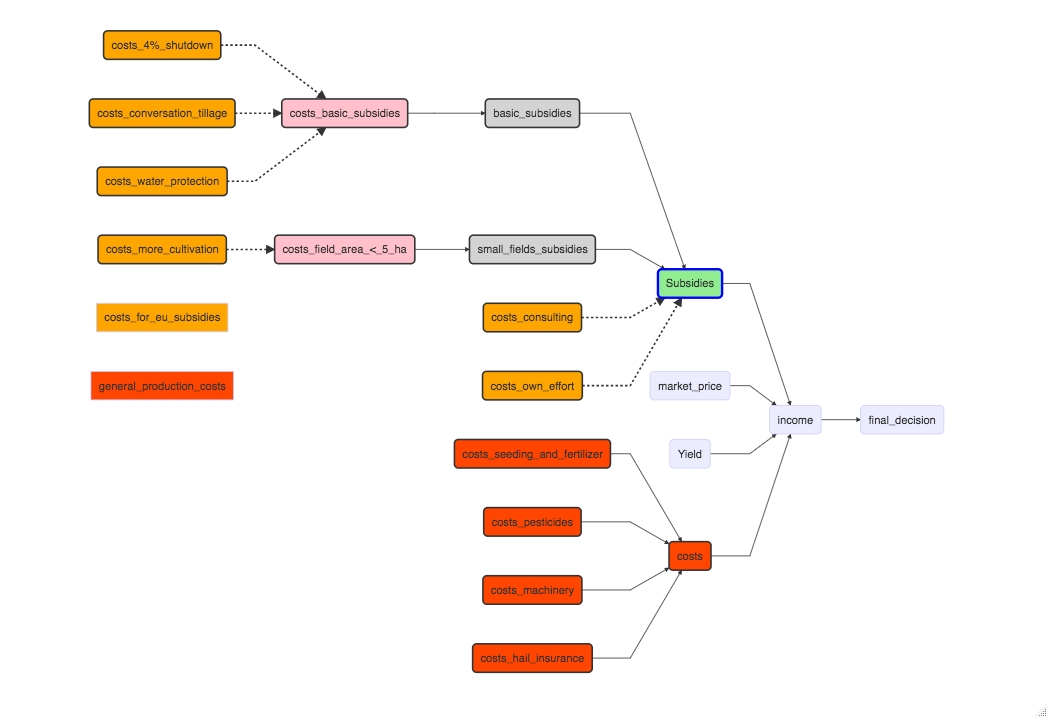 costs_4%_shutdown
costs_conversation_tillage
costs_basic_subsidies
basic_subsidies
costs_water_protection
costs_more_cultivation
costs_field_area_<_5_ha
small_fields_subsidies
Subsidies
costs_for_eu_subsidies
costs_consulting
general_production_costs
costs_own_effort
market_price
income
final_decision
costs_seeding_and_fertilizer
Yield
costs_pesticides
costs
costs_machinery
costs_hail_insurance